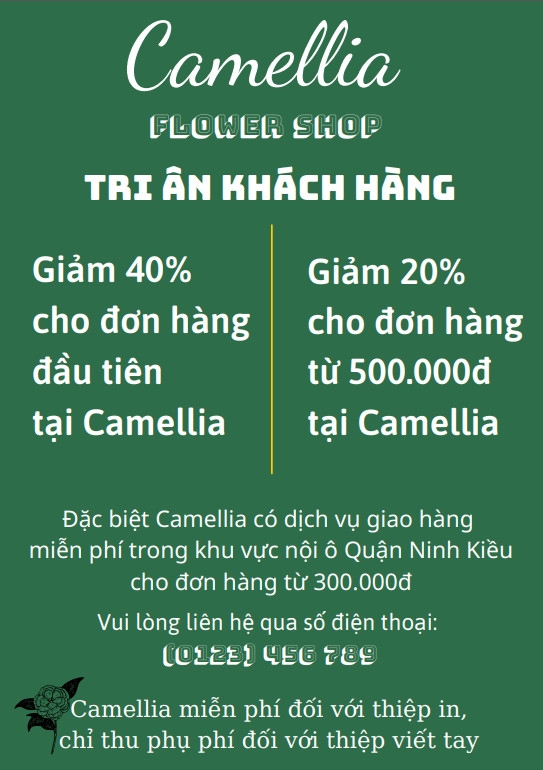 Camellia
FLOWER SHOP
TRI ÂN KHÁCH HÀNG
Giảm 40%
cho đơn hàng
đầu tiên
tại Camellia
Giảm 20%
cho đơn hàng
từ 500.000đ
tại Camellia
Đặc biệt Camellia có dịch vụ giao hàng
miễn phí trong khu vực nội ô Quận Ninh Kiều
cho đơn hàng từ 300.000đ
Vui lòng liên hệ qua số điện thoại:
(0123) 456 789
Camellia miễn phí đối với thiệp in,
chỉ thu phụ phí đối với thiệp viết tay